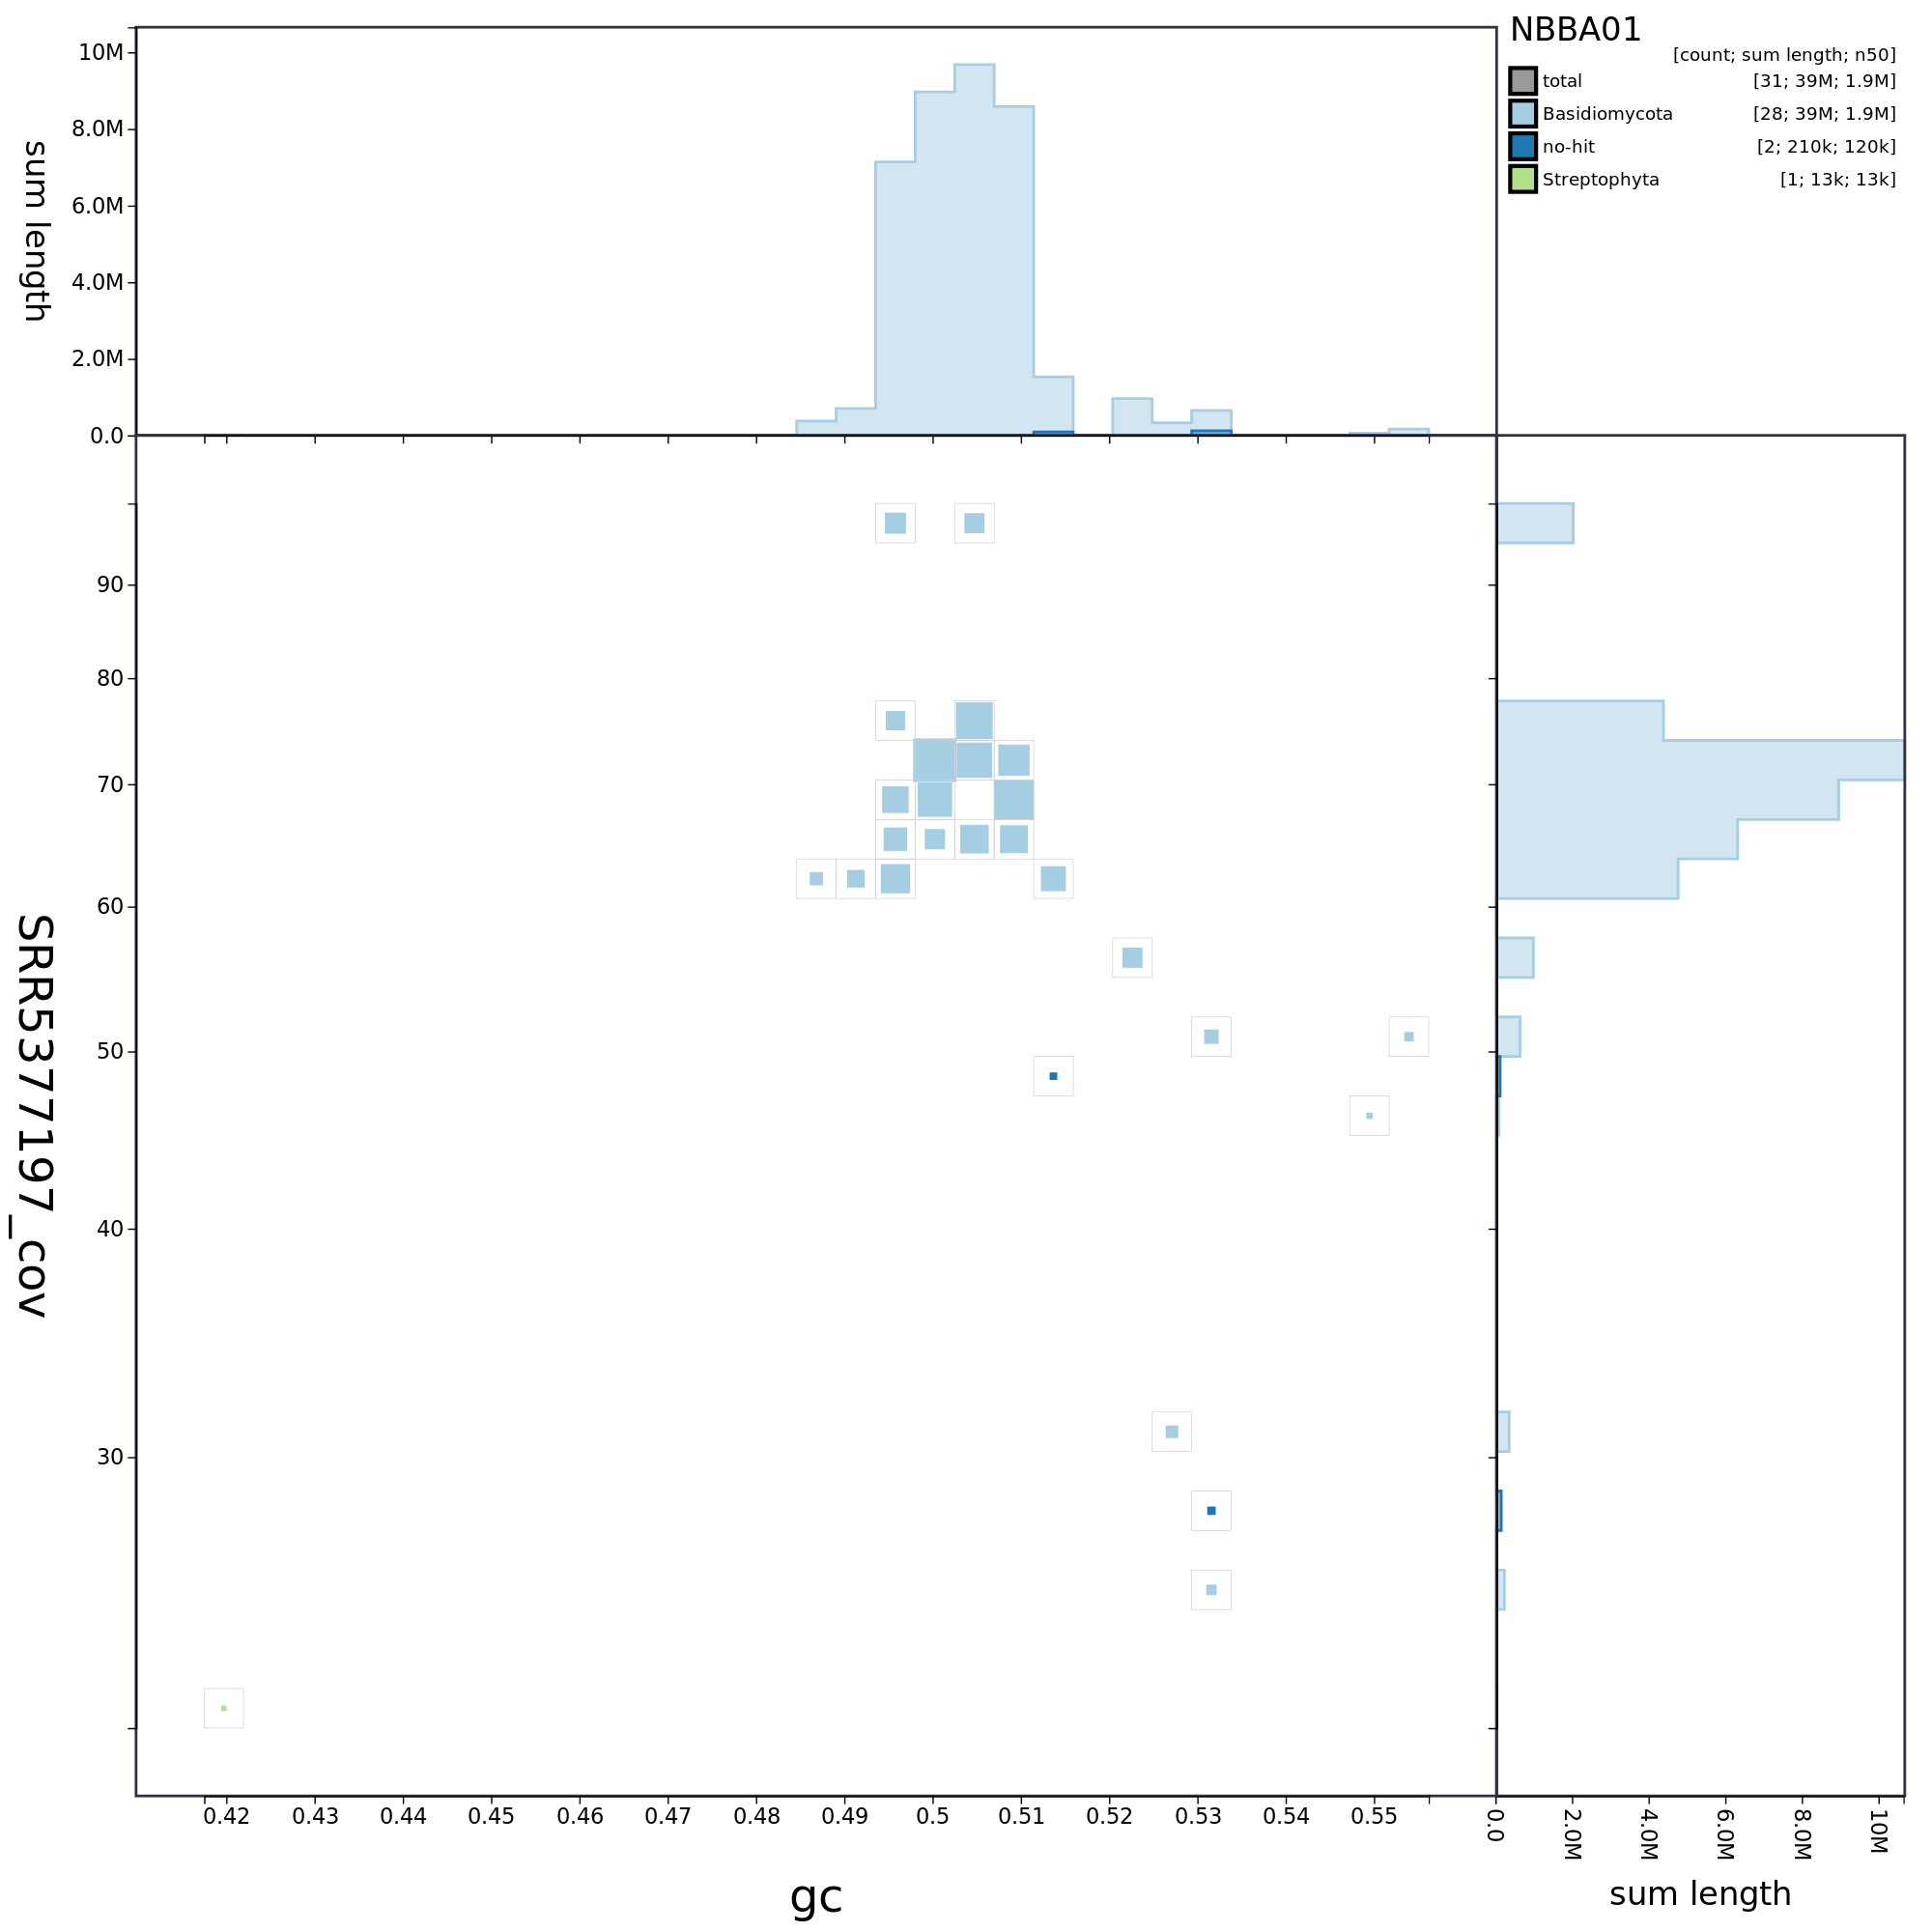 NBBA01
[count; sum length; n50]
total [31; 39M; 1.9M]
Basidiomycota [28; 39M; 1.9M]
no-hit [2; 210k; 120k]
Streptophyta [1; 13k; 13k]
sum length
10M
8.0M
6.0M
4.0M
2.0M
0.0
SRR5377197_cov
90
80
70
60
50
40
30
0.42 0.43 0.44 0.45 0.46 0.47 0.48 0.49 0.5 0.51 0.52 0.53 0.54 0.55
gc
0.0 2.0M 4.0M 6.0M 8.0M 10M
sum length